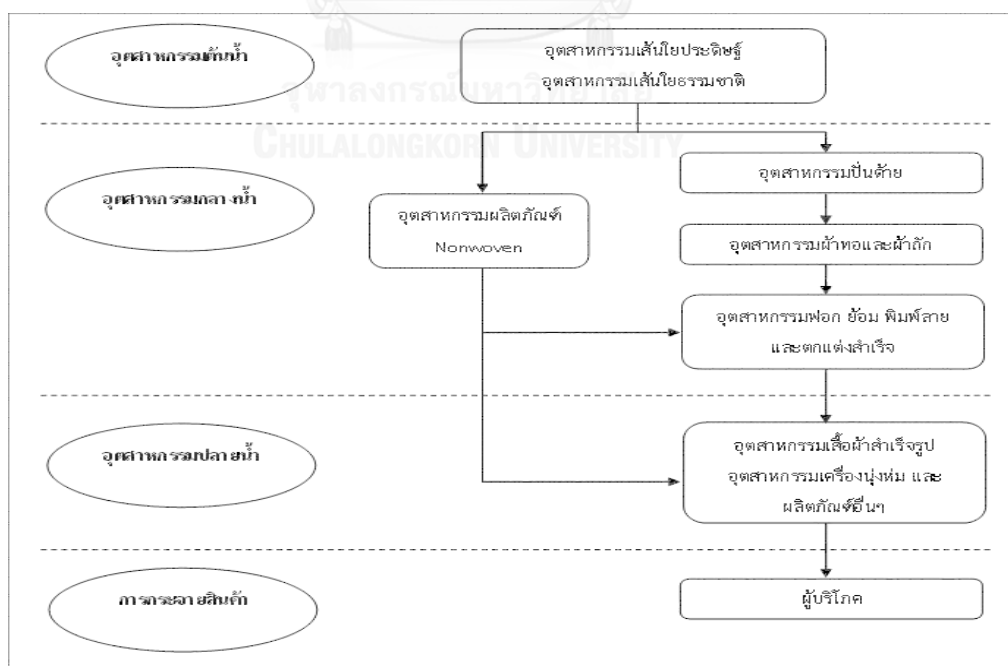 อุตสาหกรรมต้นน้ำ
อุตสาหกรรมเส้นใยประดิษฐ์
อุตสาหกรรมเส้นใยธรรมชาติ
จุฬาลงกรณ์มหาวิทยาลัย
CHULALONGKORN UNIVERSITY
อุตสาหกรรมกลางน้ำ
อุตสาหกรรมปั่นด้าย
อุตสาหกรรมผลิตภัณฑ์
Nonwoven
อุตสาหกรรมผ้าทอและผ้าถัก
อุตสาหกรรมฟอก ย้อม พิมพ์ลาย
และตกแต่งสำเร็จ
อุตสาหกรรมปลายน้ำ
อุตสาหกรรมเสื้อผ้าสำเร็จรูป
อุตสาหกรรมเครื่องนุ่งห่ม และ
ผลิตภัณฑ์อื่นๆ
การกระจายสินค้า
ผู้บริโภค